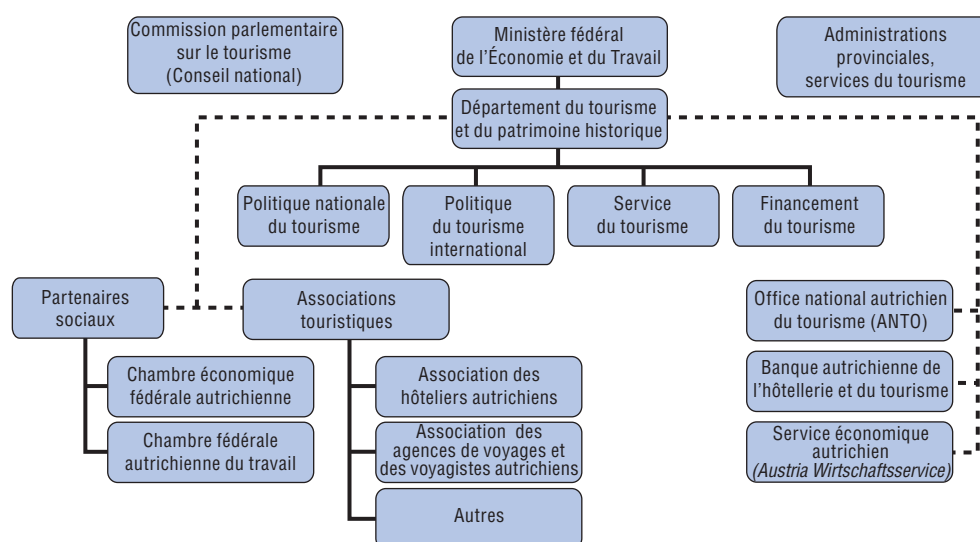 Commission parlementaire
sur le tourisme
(Conseil national)
Ministère fédéral
de l'Économie et du Travail
Administrations
provinciales,
services du tourisme
Département du tourisme
et du patrimoine historique
Politique nationale
du tourisme
Politique
du tourisme
international
Service
du tourisme
Financement
du tourisme
Partenaires
sociaux
Associations
touristiques
Office national autrichien
du tourisme (ANTO)
Chambre économique
fédérale autrichienne
Association des
hôteliers autrichiens
Banque autrichienne de
l'hôtellerie et du tourisme
Chambre fédérale
autrichienne du travail
Association des
agences de voyages et
des voyagistes autrichiens
Service économique
autrichien
(Austria Wirtschaftsservice)
Autres